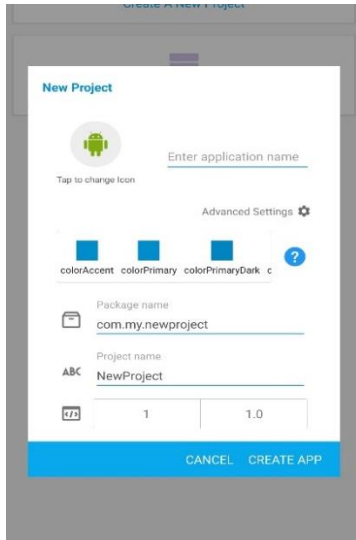 Create A New Project
New Project
Enter application name
Tap to change Icon
Advanced Settings
colorAccent colorPrimary colorPrimaryDark c
?
Package name
com.my.newproject
Project name
ABC NewProject
</> 1 1.0
CANCEL CREATE APP